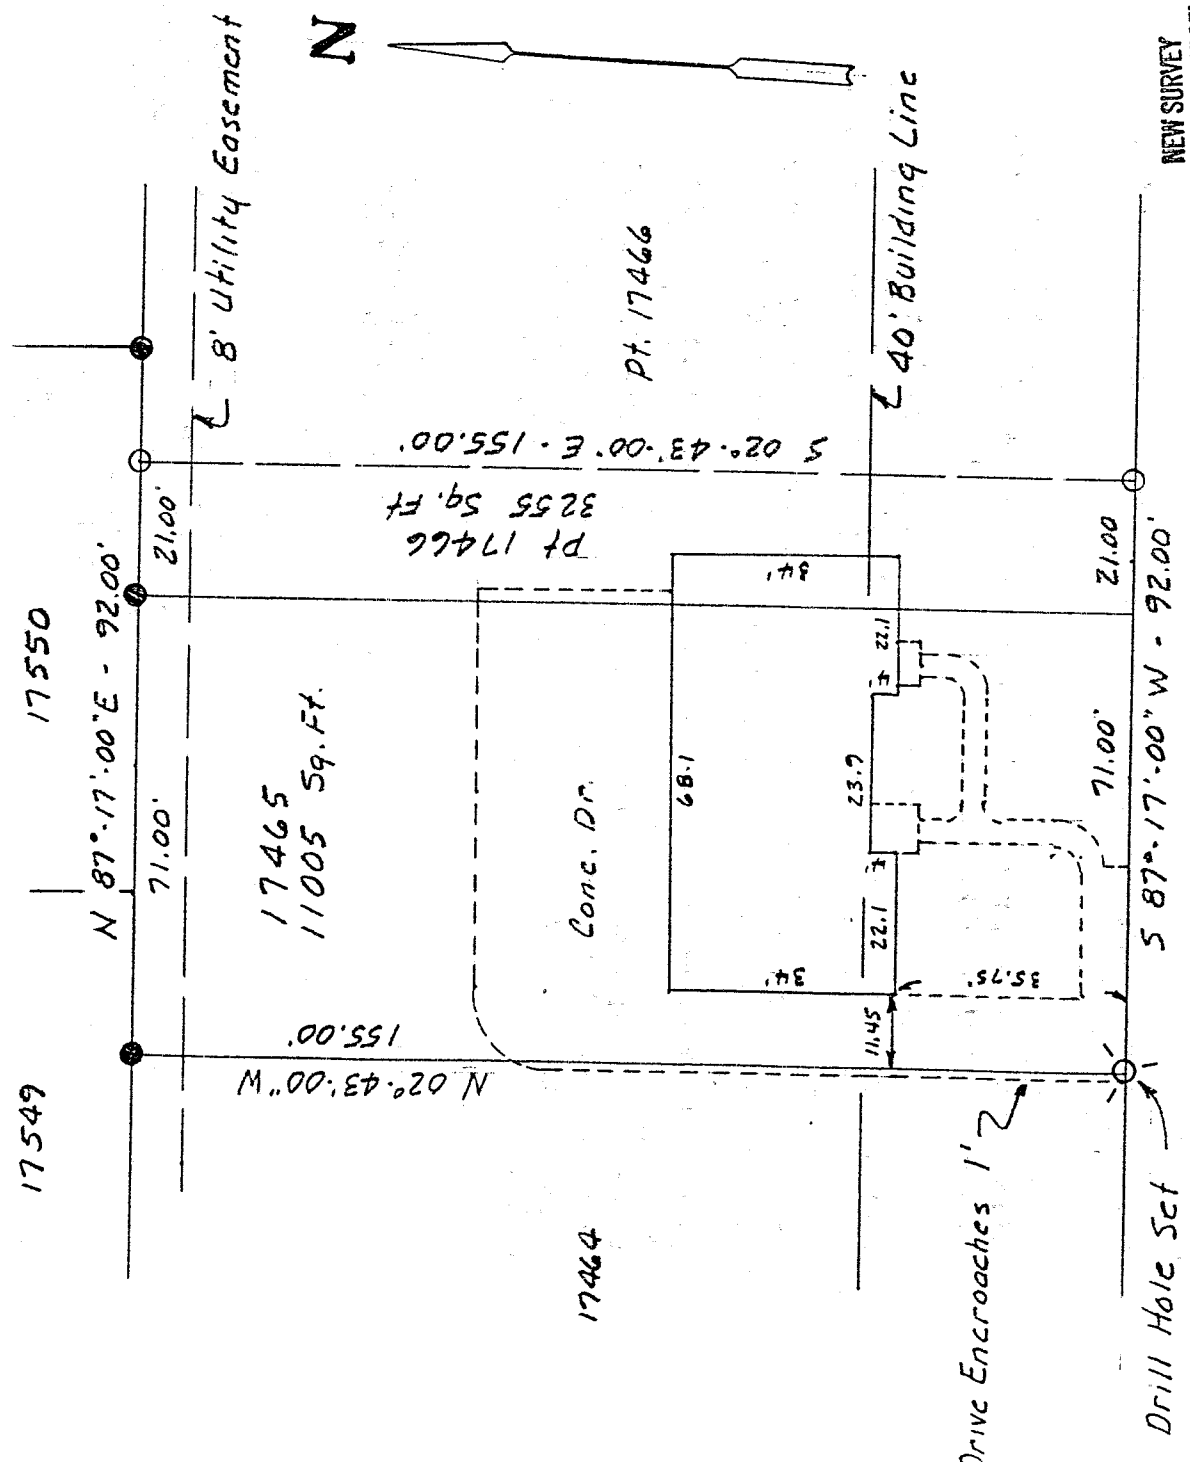 N
8' Utility Easement
17550
17549
N 87°-17'-00"E - 92.00'
71.00'
21.00'
17465
11005 Sq. Ft.
Pt 17466
3255 Sq. Ft
S 02°-43'-00" E - 155.00'
Pt. 17466
155.00'
N 02°-43'-00" W
Conc. Dr.
68.1
34'
34'
22.1
4
23.9
4
22.1
11.45
35.75'
40' Building Line
17464
Drive Encroaches 1'
71.00'
21.00
S 87°-17'-00" W - 92.00'
Drill Hole Set
NEW SURVEY